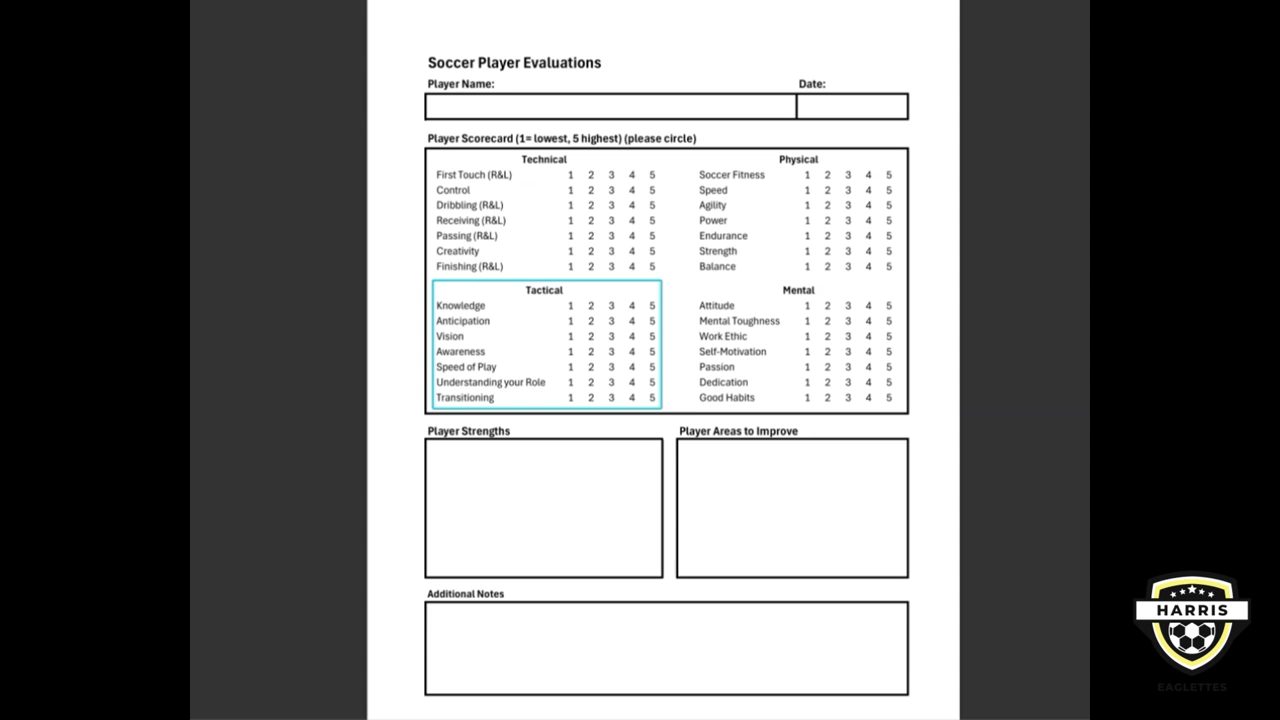 Soccer Player Evaluations
Player Name: Date:
Player Scorecard (1= lowest, 5 highest) (please circle)
Technical
First Touch (R&L) 1 2 3 4 5
Control 1 2 3 4 5
Dribbling (R&L) 1 2 3 4 5
Receiving (R&L) 1 2 3 4 5
Passing (R&L) 1 2 3 4 5
Creativity 1 2 3 4 5
Finishing (R&L) 1 2 3 4 5
Physical
Soccer Fitness 1 2 3 4 5
Speed 1 2 3 4 5
Agility 1 2 3 4 5
Power 1 2 3 4 5
Endurance 1 2 3 4 5
Strength 1 2 3 4 5
Balance 1 2 3 4 5
Tactical
Knowledge 1 2 3 4 5
Anticipation 1 2 3 4 5
Vision 1 2 3 4 5
Awareness 1 2 3 4 5
Speed of Play 1 2 3 4 5
Understanding your Role 1 2 3 4 5
Transitioning 1 2 3 4 5
Mental
Attitude 1 2 3 4 5
Mental Toughness 1 2 3 4 5
Work Ethic 1 2 3 4 5
Self-Motivation 1 2 3 4 5
Passion 1 2 3 4 5
Dedication 1 2 3 4 5
Good Habits 1 2 3 4 5
Player Strengths
Player Areas to Improve
Additional Notes
HARRIS
EAGLETTES